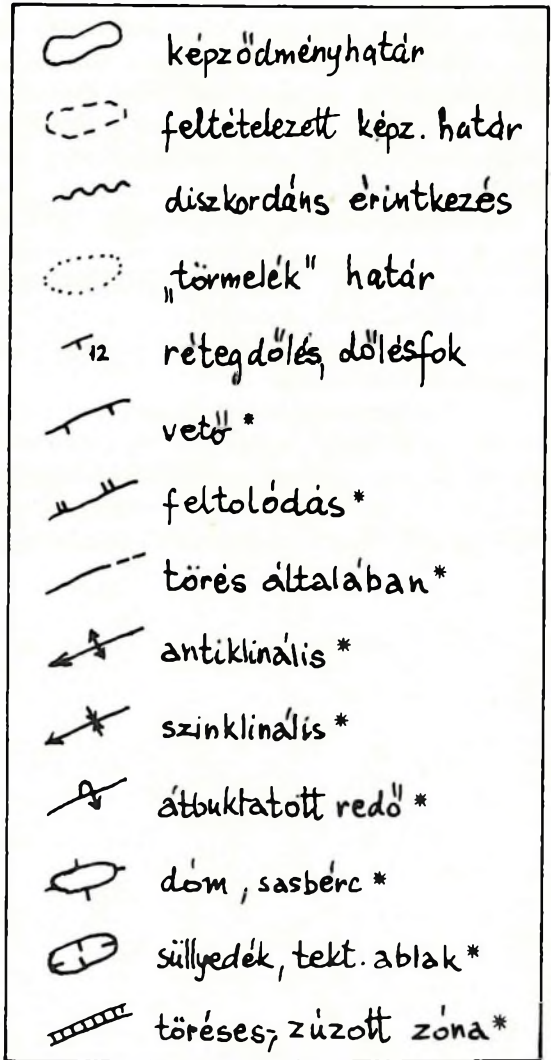 képződményhatár
feltételezett képz. határ
diszkordáns érintkezés
„törmelék" határ
12 rétegdőlés, dőlésfok
vető *
feltolódás *
törés általában *
antiklinális *
szinklinális *
átbuktatott redő *
dóm, sasbérc *
süllyedék, tekt. ablak *
töréses-, zúzott zóna *